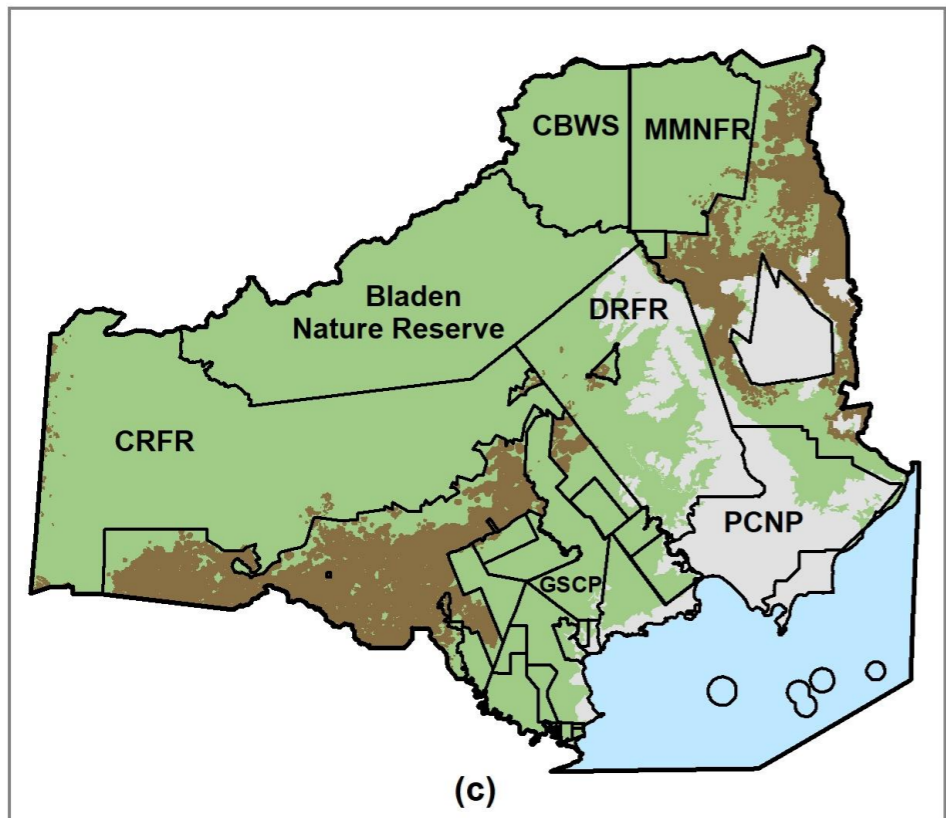 CBWS
MMNFR
Bladen
Nature Reserve
DRFR
CRFR
PCNP
GSCP
(c)